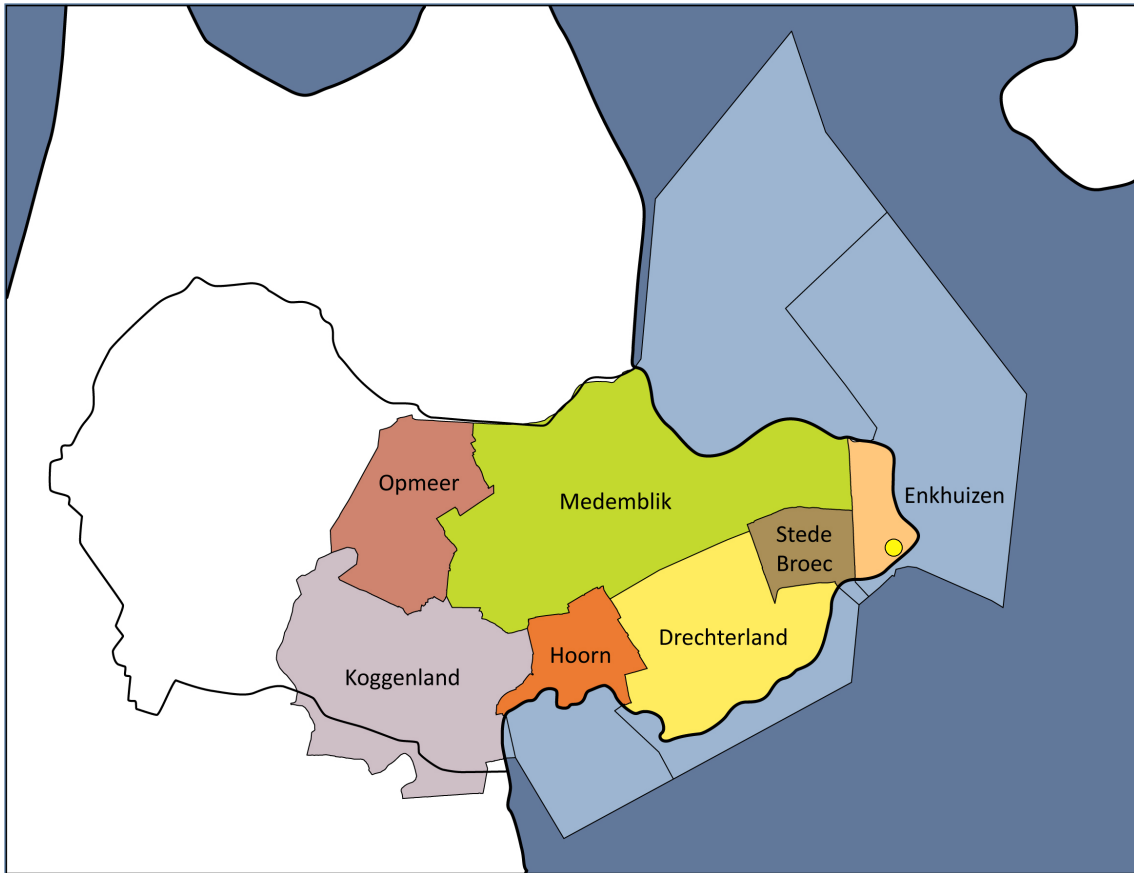 Opmeer
Medemblik
Enkhuizen
Stede
Broec
Drechterland
Hoorn
Koggenland